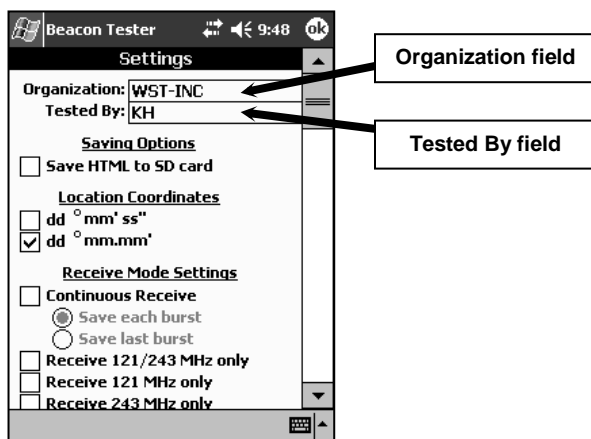 Beacon Tester 9:48 ok
Settings
Organization: WST-INC
Tested By: KH
Saving Options
Save HTML to SD card
Location Coordinates
dd °mm' ss"
dd °mm.mm'
Receive Mode Settings
Continuous Receive
Save each burst
Save last burst
Receive 121/243 MHz only
Receive 121 MHz only
Receive 243 MHz only
Organization field
Tested By field